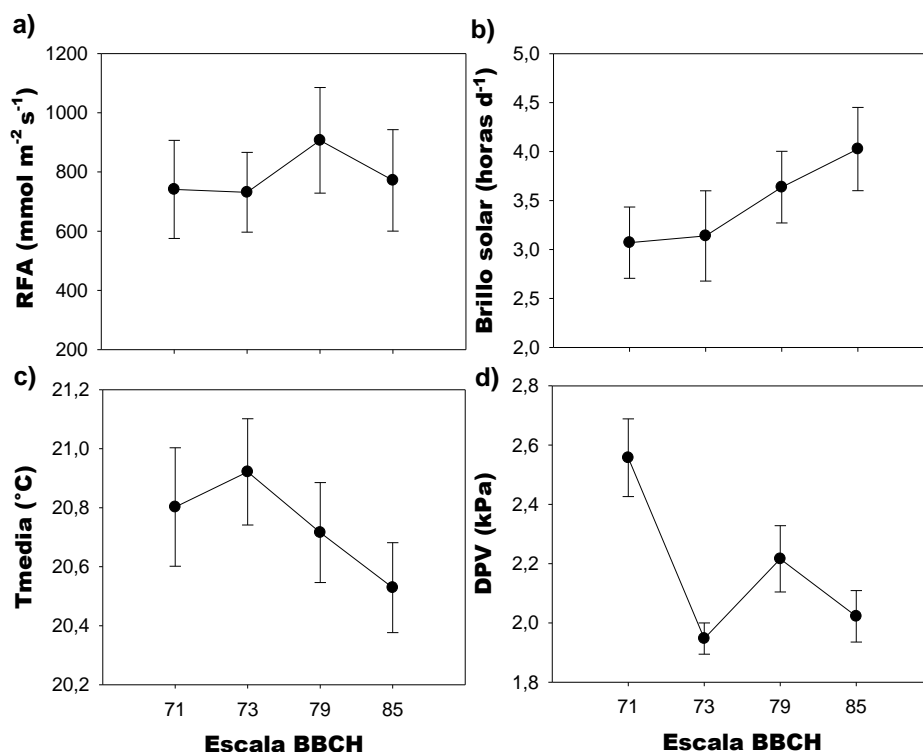 a)
1200
1000
800
600
400
200
RFA (mmol m⁻² s⁻¹)
b)
5,0
4,5
4,0
3,5
3,0
2,5
2,0
Brillo solar (horas d⁻¹)
c)
21,2
21,0
20,8
20,6
20,4
20,2
Tmedia (°C)
71 73 79 85
Escala BBCH
d)
2,8
2,6
2,4
2,2
2,0
1,8
DPV (kPa)
71 73 79 85
Escala BBCH